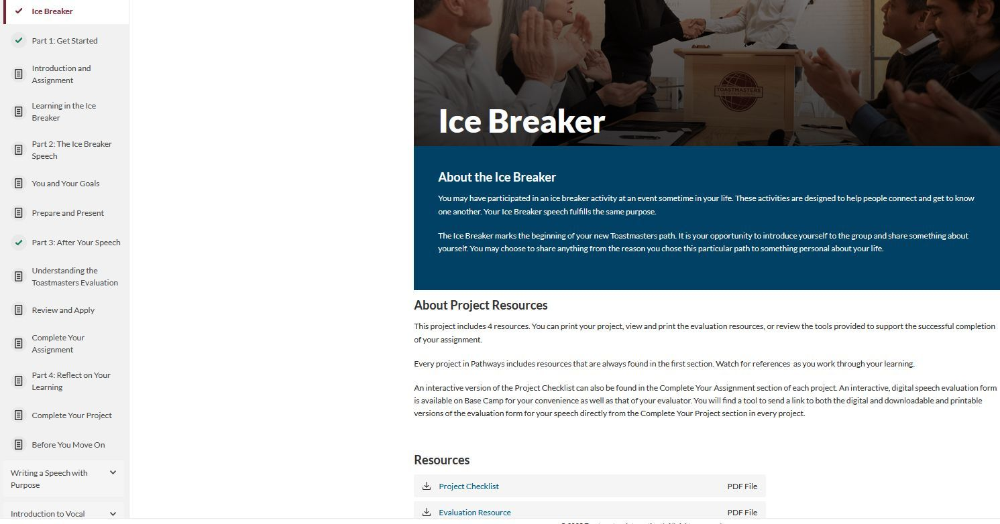 Ice Breaker
Part 1: Get Started
Introduction and
Assignment
Learning in the Ice
Breaker
Part 2: The Ice Breaker
Speech
You and Your Goals
Prepare and Present
Part 3: After Your Speech
Understanding the
Toastmasters Evaluation
Review and Apply
Complete Your
Assignment
Part 4: Reflect on Your
Learning
Complete Your Project
Before You Move On
Writing a Speech with
Purpose
Introduction to Vocal
TOASTMASTERS
INTERNATIONAL
Ice Breaker
About the Ice Breaker
You may have participated in an ice breaker activity at an event sometime in your life. These activities are designed to help people connect and get to know
one another. Your Ice Breaker speech fulfills the same purpose.
The Ice Breaker marks the beginning of your new Toastmasters path. It is your opportunity to introduce yourself to the group and share something about
yourself. You may choose to share anything from the reason you chose this particular path to something personal about your life.
About Project Resources
This project includes 4 resources. You can print your project, view and print the evaluation resources, or review the tools provided to support the successful completion
of your assignment.
Every project in Pathways includes resources that are always found in the first section. Watch for references as you work through your learning.
An interactive version of the Project Checklist can also be found in the Complete Your Assignment section of each project. An interactive, digital speech evaluation form
is available on Base Camp for your convenience as well as that of your evaluator. You will find a tool to send a link to both the digital and downloadable and printable
versions of the evaluation form for your speech directly from the Complete Your Project section in every project.
Resources
Project Checklist PDF File
Evaluation Resource PDF File